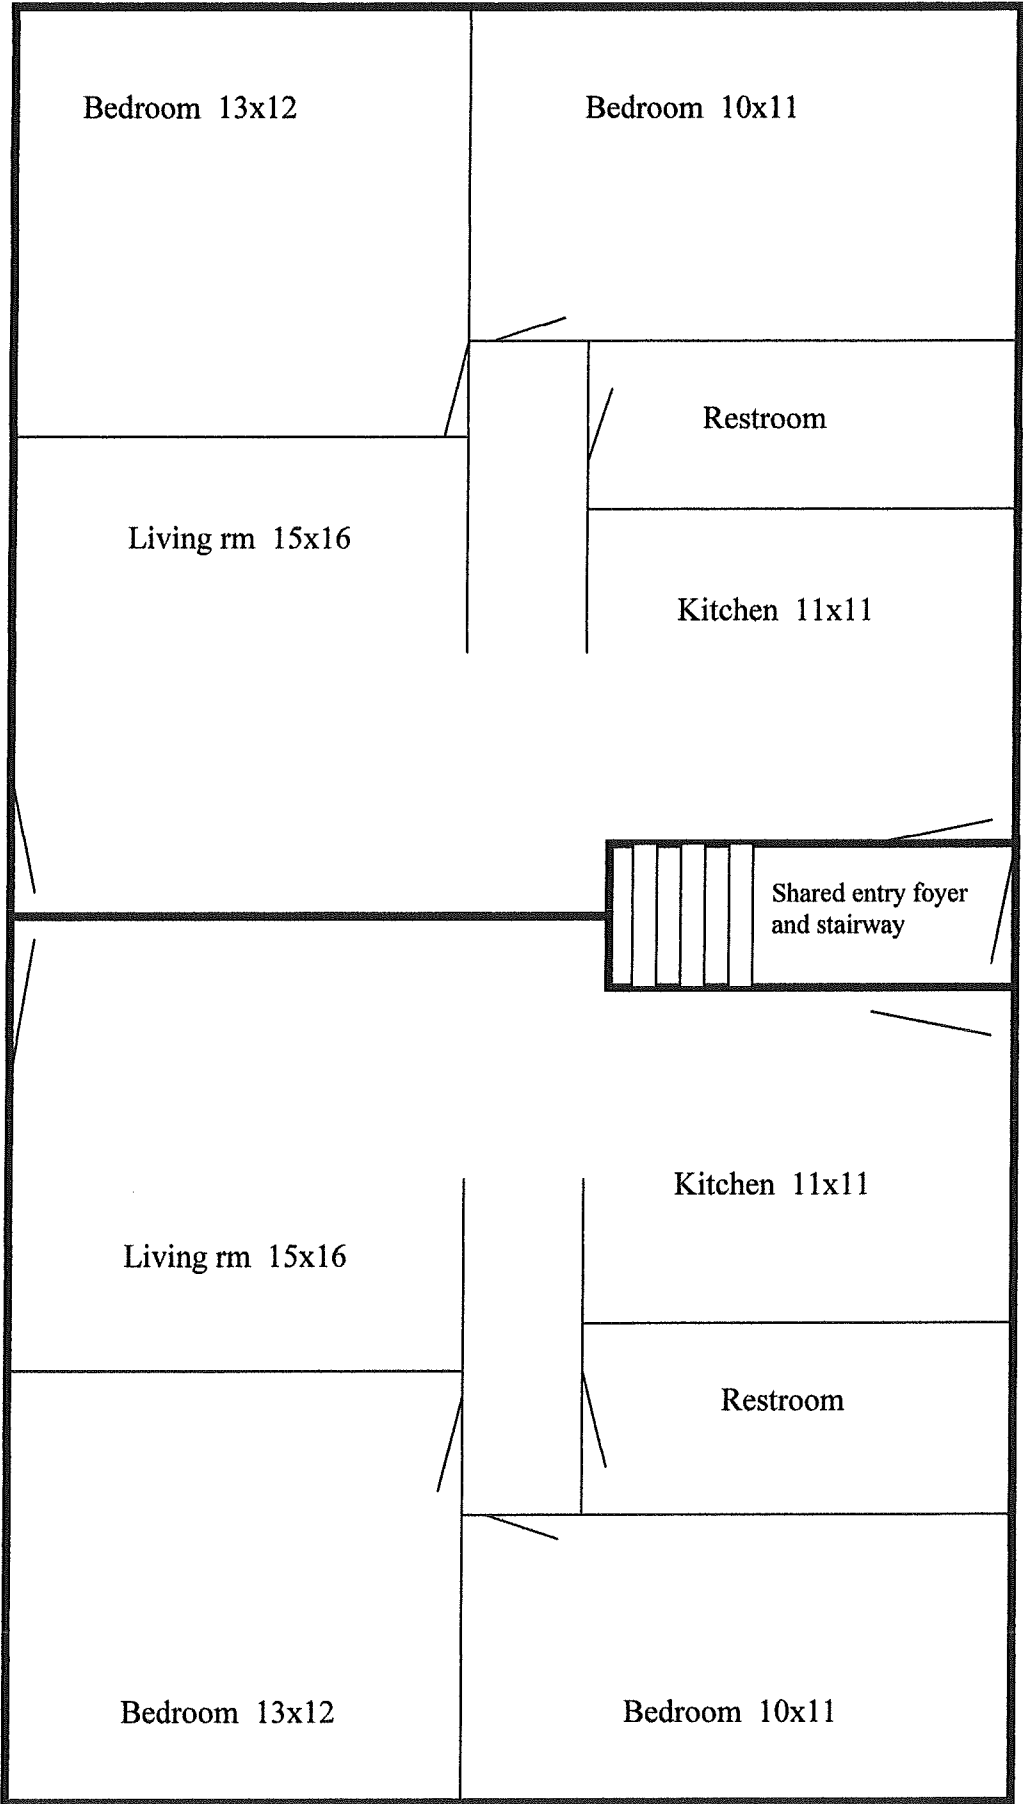 Bedroom 13x12
Bedroom 10x11
Restroom
Living rm 15x16
Kitchen 11x11
Shared entry foyer
and stairway
Kitchen 11x11
Living rm 15x16
Restroom
Bedroom 13x12
Bedroom 10x11